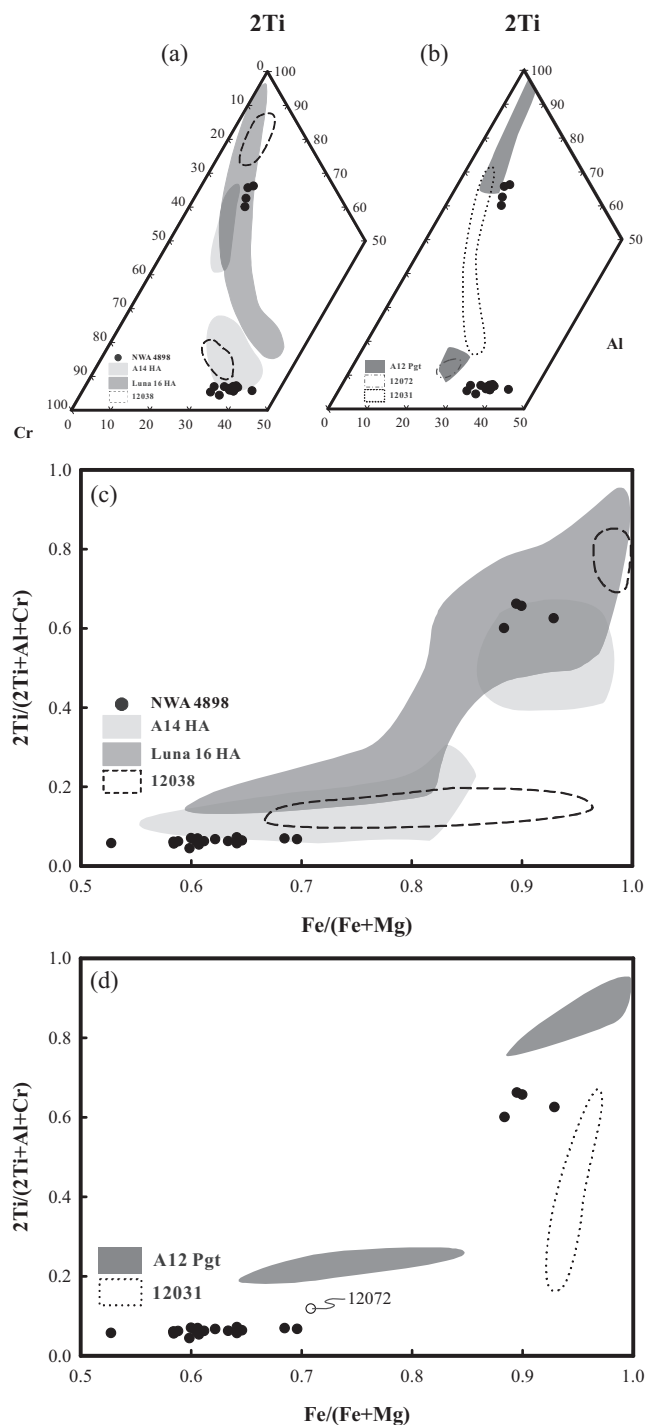 2Ti 2Ti
(a) (b)
0 100
10 90
20 80
30 70
40 60
50 50
60
70
80
90
100
0 10 20 30 40 50
Cr
NWA 4898
A14 HA
Luna 16 HA
12038
100
90
80
70
60
50
Al
A12 Pgt
12072
12031
0 10 20 30 40 50
(c)
1.0
0.8
0.6
0.4
0.2
0.0
2Ti/(2Ti+Al+Cr)
NWA 4898
A14 HA
Luna 16 HA
12038
0.5 0.6 0.7 0.8 0.9 1.0
Fe/(Fe+Mg)
(d)
1.0
0.8
0.6
0.4
0.2
0.0
2Ti/(2Ti+Al+Cr)
A12 Pgt
12031
12072
0.5 0.6 0.7 0.8 0.9 1.0
Fe/(Fe+Mg)